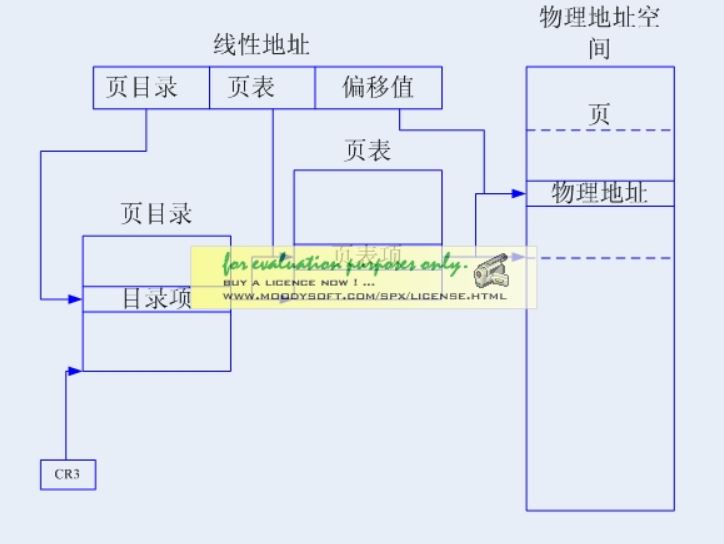 物理地址空
间
线性地址
页目录
页表
偏移值
页
页表
物理地址
页目录
页表项
for evaluation purposes only.
BUY A LICENCE NOW ! ...
WWW.MOODYSOFT.COM/SPX/LICENSE.HTML
目录项
CR3